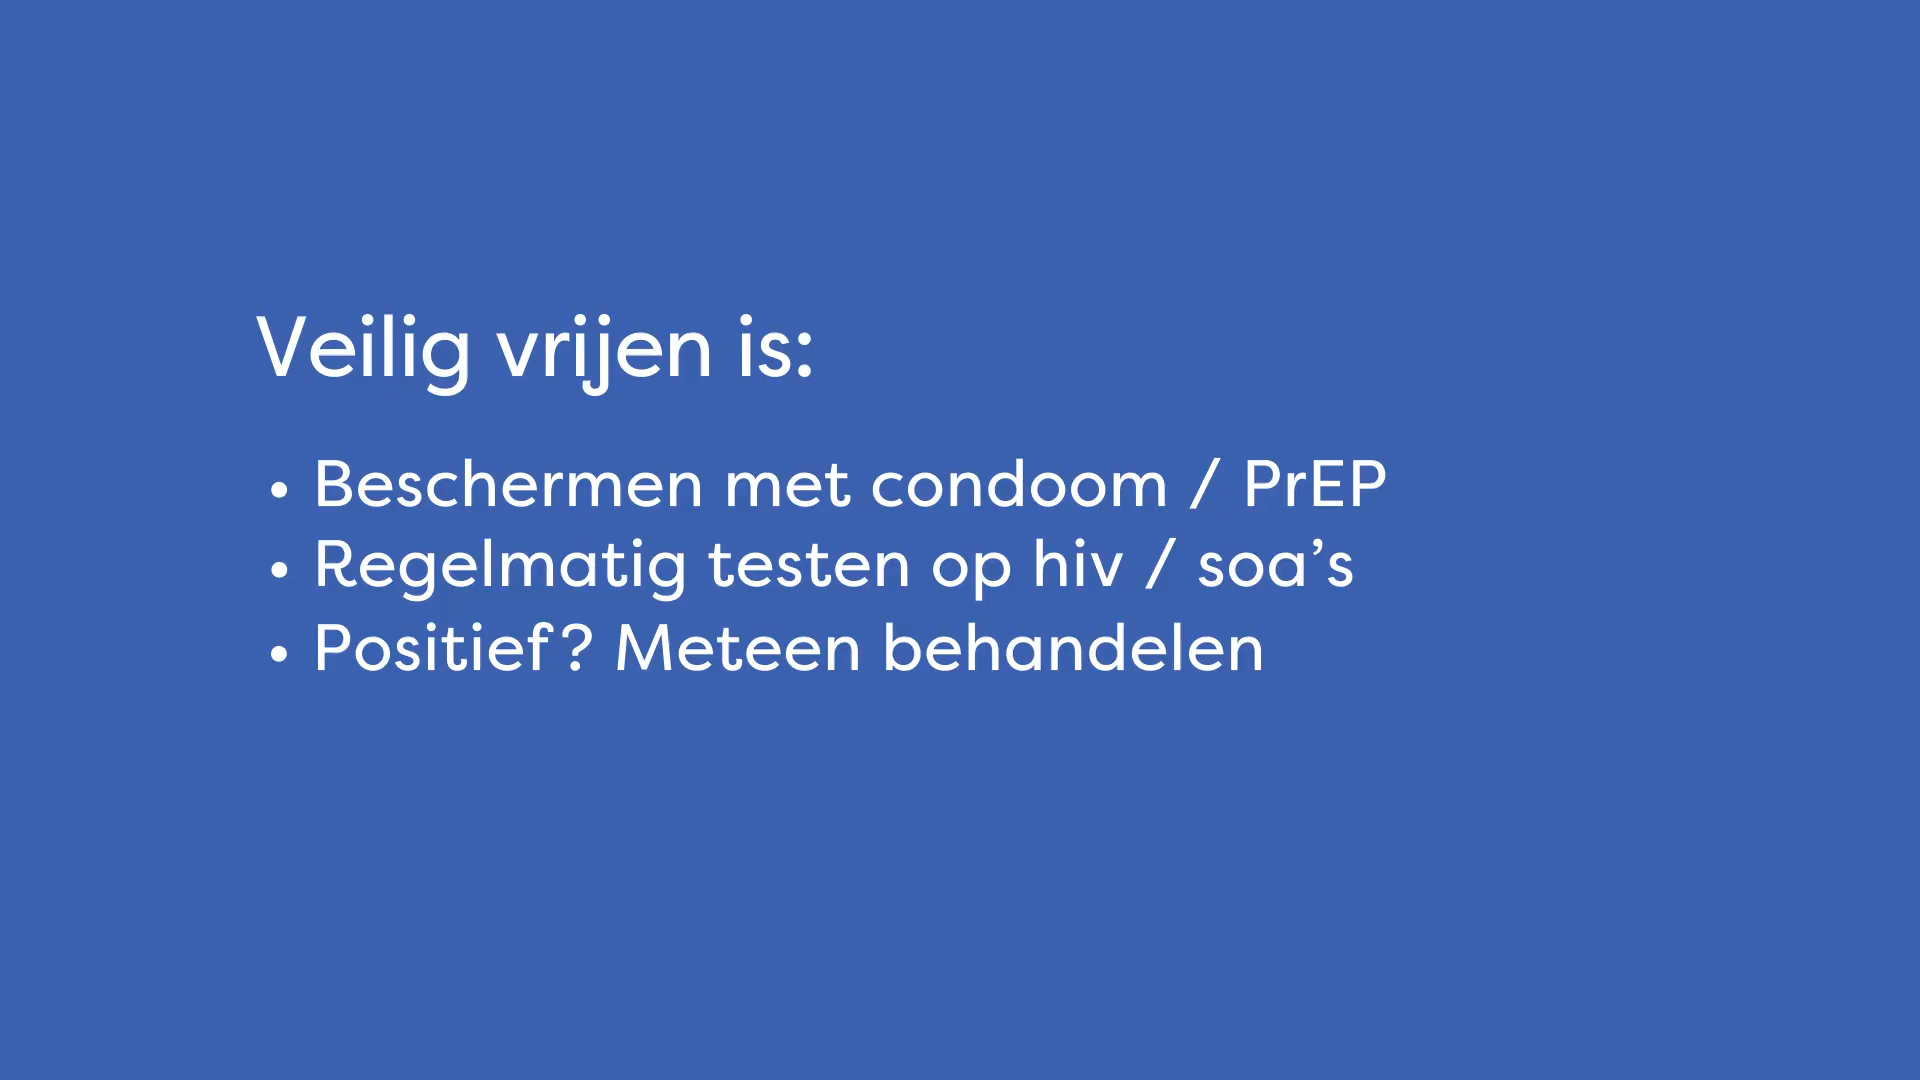 Veilig vrijen is:
• Beschermen met condoom / PrEP
• Regelmatig testen op hiv / soa’s
• Positief? Meteen behandelen